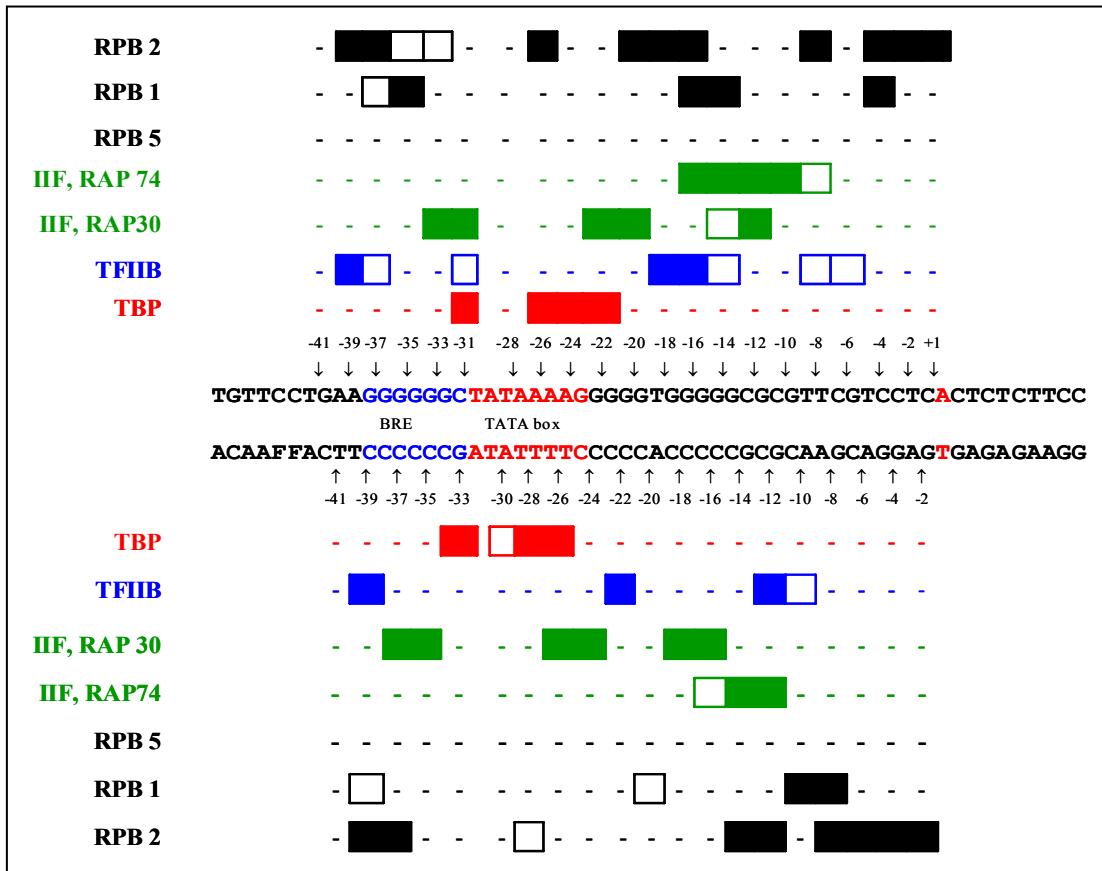 RPB 2
RPB 1
RPB 5
IIF, RAP 74
IIF, RAP30
TFIIB
TBP
-41 -39 -37 -35 -33 -31 -28 -26 -24 -22 -20 -18 -16 -14 -12 -10 -8 -6 -4 -2 +1
TGTTCCTGAAGGGGGGCTATAAAAGGGGGTGGGGGCGCGTTCGTCCTCACTCTCTTCC
BRE TATA box
ACAAFFACTTCCCCCCGATATTTTCCCCCACCCCCGCGCAAGCAGGAGTGAGAGAAGG
-41 -39 -37 -35 -33 -30 -28 -26 -24 -22 -20 -18 -16 -14 -12 -10 -8 -6 -4 -2
TBP
TFIIB
IIF, RAP 30
IIF, RAP74
RPB 5
RPB 1
RPB 2